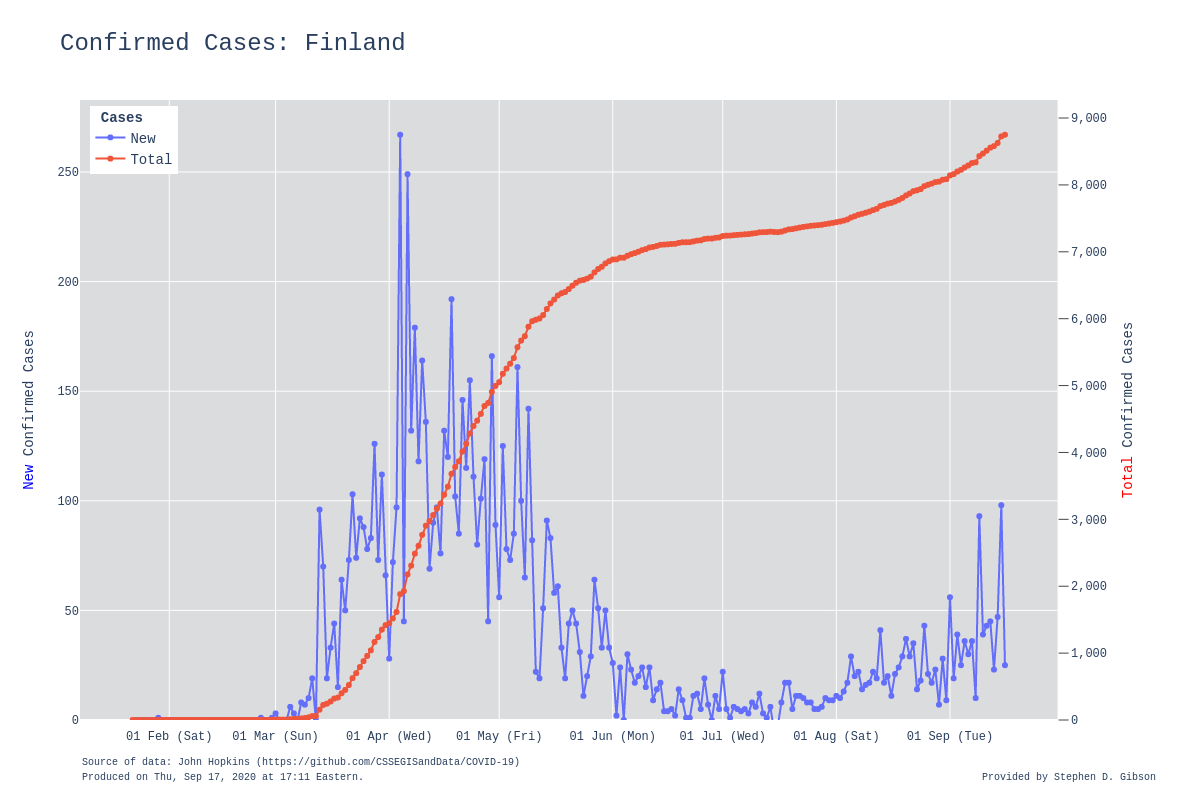 Confirmed Cases: Finland
Cases
New
Total
250
200
150
100
50
0
9,000
8,000
7,000
6,000
5,000
4,000
3,000
2,000
1,000
0
New Confirmed Cases
Total Confirmed Cases
01 Feb (Sat)
01 Mar (Sun)
01 Apr (Wed)
01 May (Fri)
01 Jun (Mon)
01 Jul (Wed)
01 Aug (Sat)
01 Sep (Tue)
Source of data: John Hopkins (https://github.com/CSSEGISandData/COVID-19)
Produced on Thu, Sep 17, 2020 at 17:11 Eastern.
Provided by Stephen D. Gibson